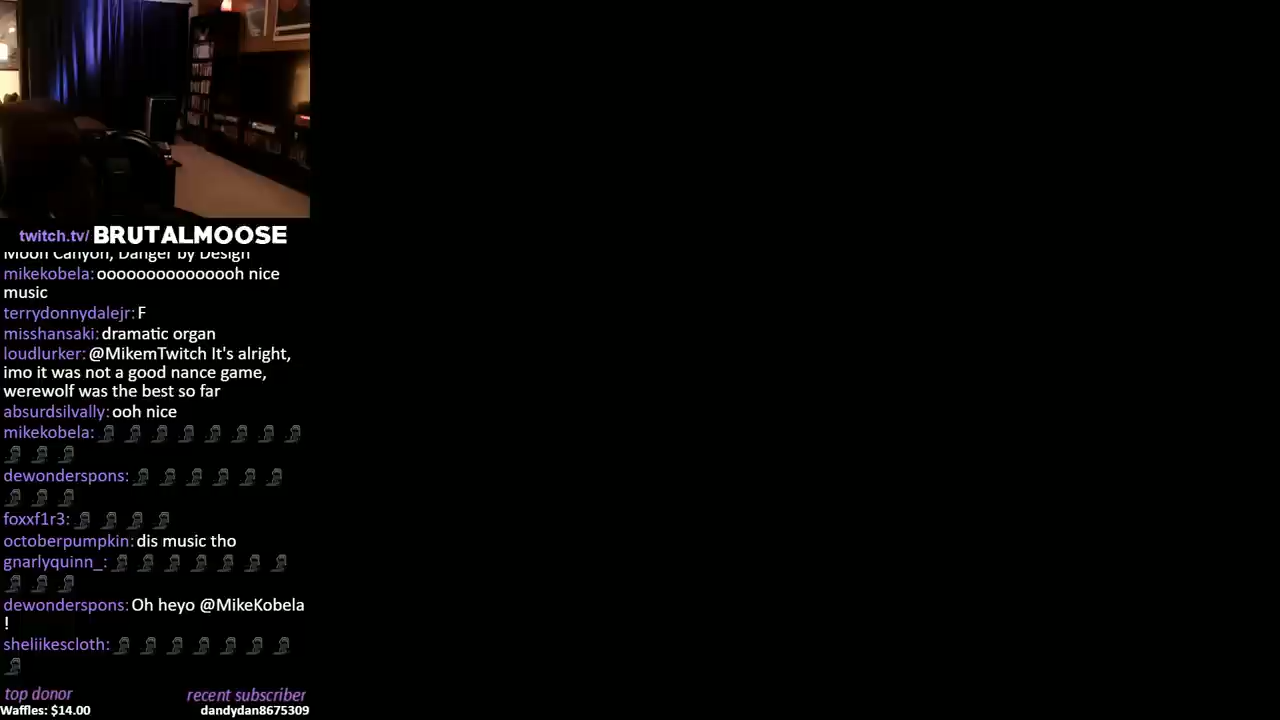 twitch.tv/ BRUTALMOOSE
Moon Canyon, Danger by Design
mikekobela: oooooooooooooooh nice
music
terrydonnydalejr: F
misshansaki: dramatic organ
loudlurker: @MikemTwitch It's alright,
imo it was not a good nance game,
werewolf was the best so far
absurdsilvally: ooh nice
mikekobela:
dewonderspons:
foxxf1r3:
octoberpumpkin: dis music tho
gnarlyquinn_:
dewonderspons: Oh heyo @MikeKobela
!
sheliikescloth:
top donor recent subscriber
Waffles: $14.00 dandydan8675309